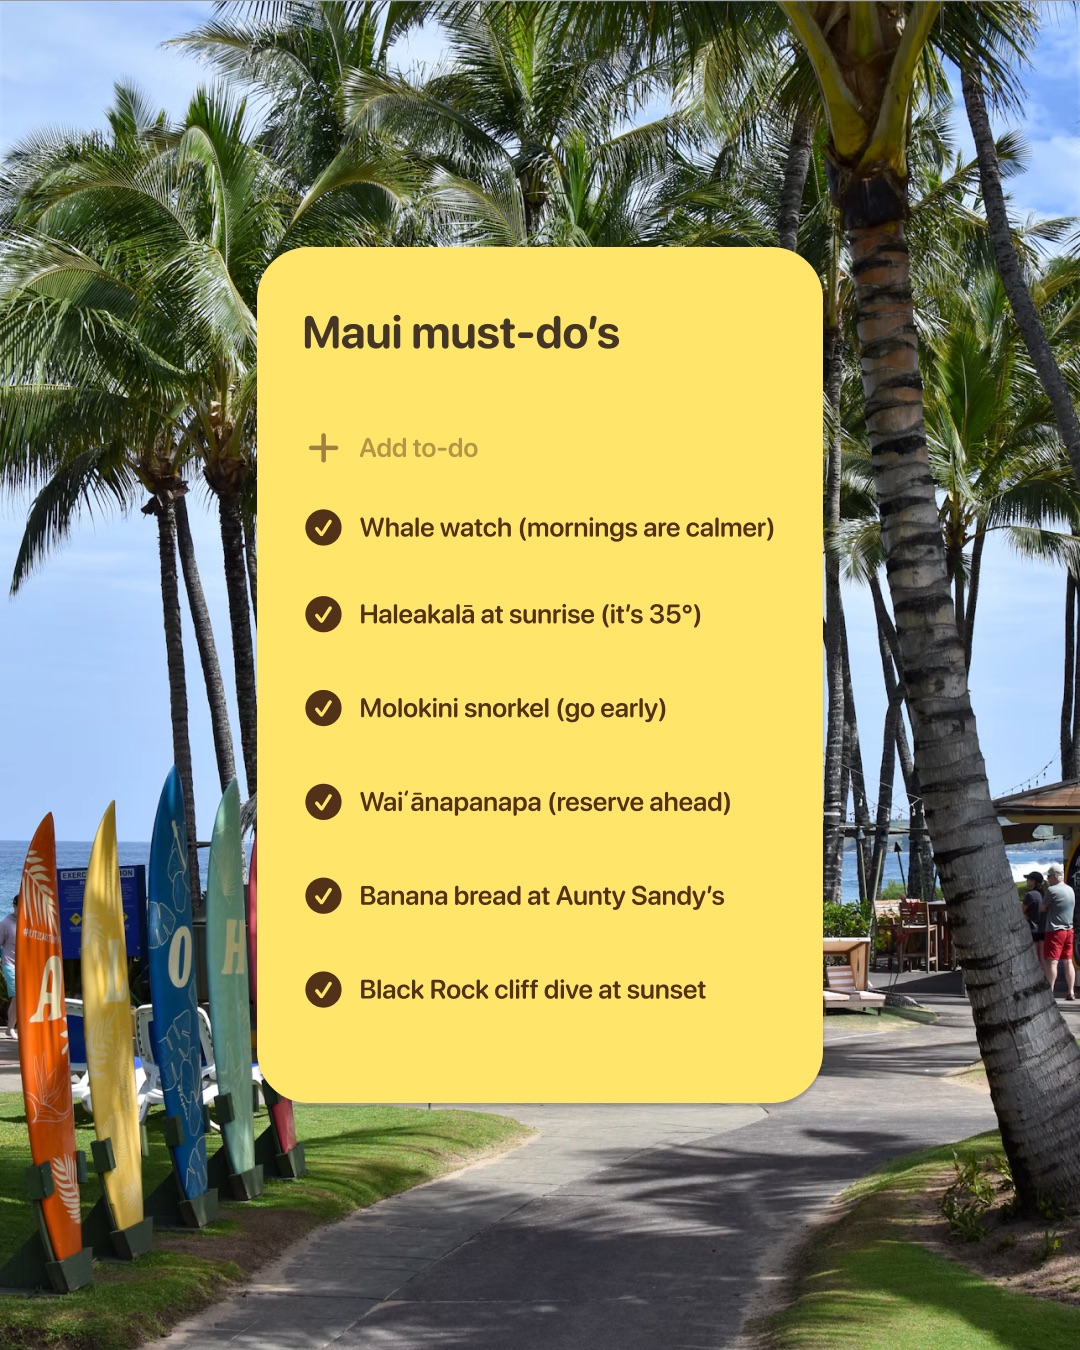 Maui must-do's
Add to-do
Whale watch (mornings are calmer)
Haleakalā at sunrise (it's 35°)
Molokini snorkel (go early)
Waiʻānapanapa (reserve ahead)
Banana bread at Aunty Sandy's
Black Rock cliff dive at sunset
A
L
O
H